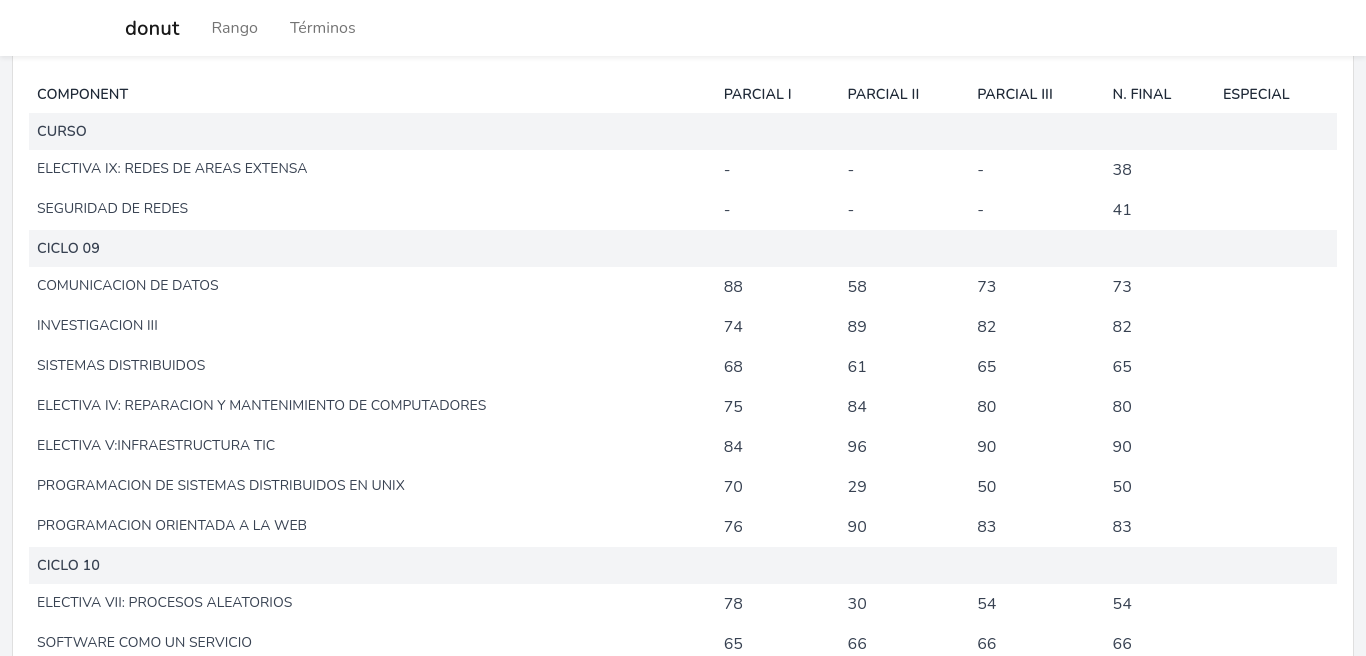 donut Rango Términos
COMPONENT PARCIAL I PARCIAL II PARCIAL III N. FINAL ESPECIAL
CURSO
ELECTIVA IX: REDES DE AREAS EXTENSA - - - 38
SEGURIDAD DE REDES - - - 41
CICLO 09
COMUNICACION DE DATOS 88 58 73 73
INVESTIGACION III 74 89 82 82
SISTEMAS DISTRIBUIDOS 68 61 65 65
ELECTIVA IV: REPARACION Y MANTENIMIENTO DE COMPUTADORES 75 84 80 80
ELECTIVA V:INFRAESTRUCTURA TIC 84 96 90 90
PROGRAMACION DE SISTEMAS DISTRIBUIDOS EN UNIX 70 29 50 50
PROGRAMACION ORIENTADA A LA WEB 76 90 83 83
CICLO 10
ELECTIVA VII: PROCESOS ALEATORIOS 78 30 54 54
SOFTWARE COMO UN SERVICIO 65 66 66 66